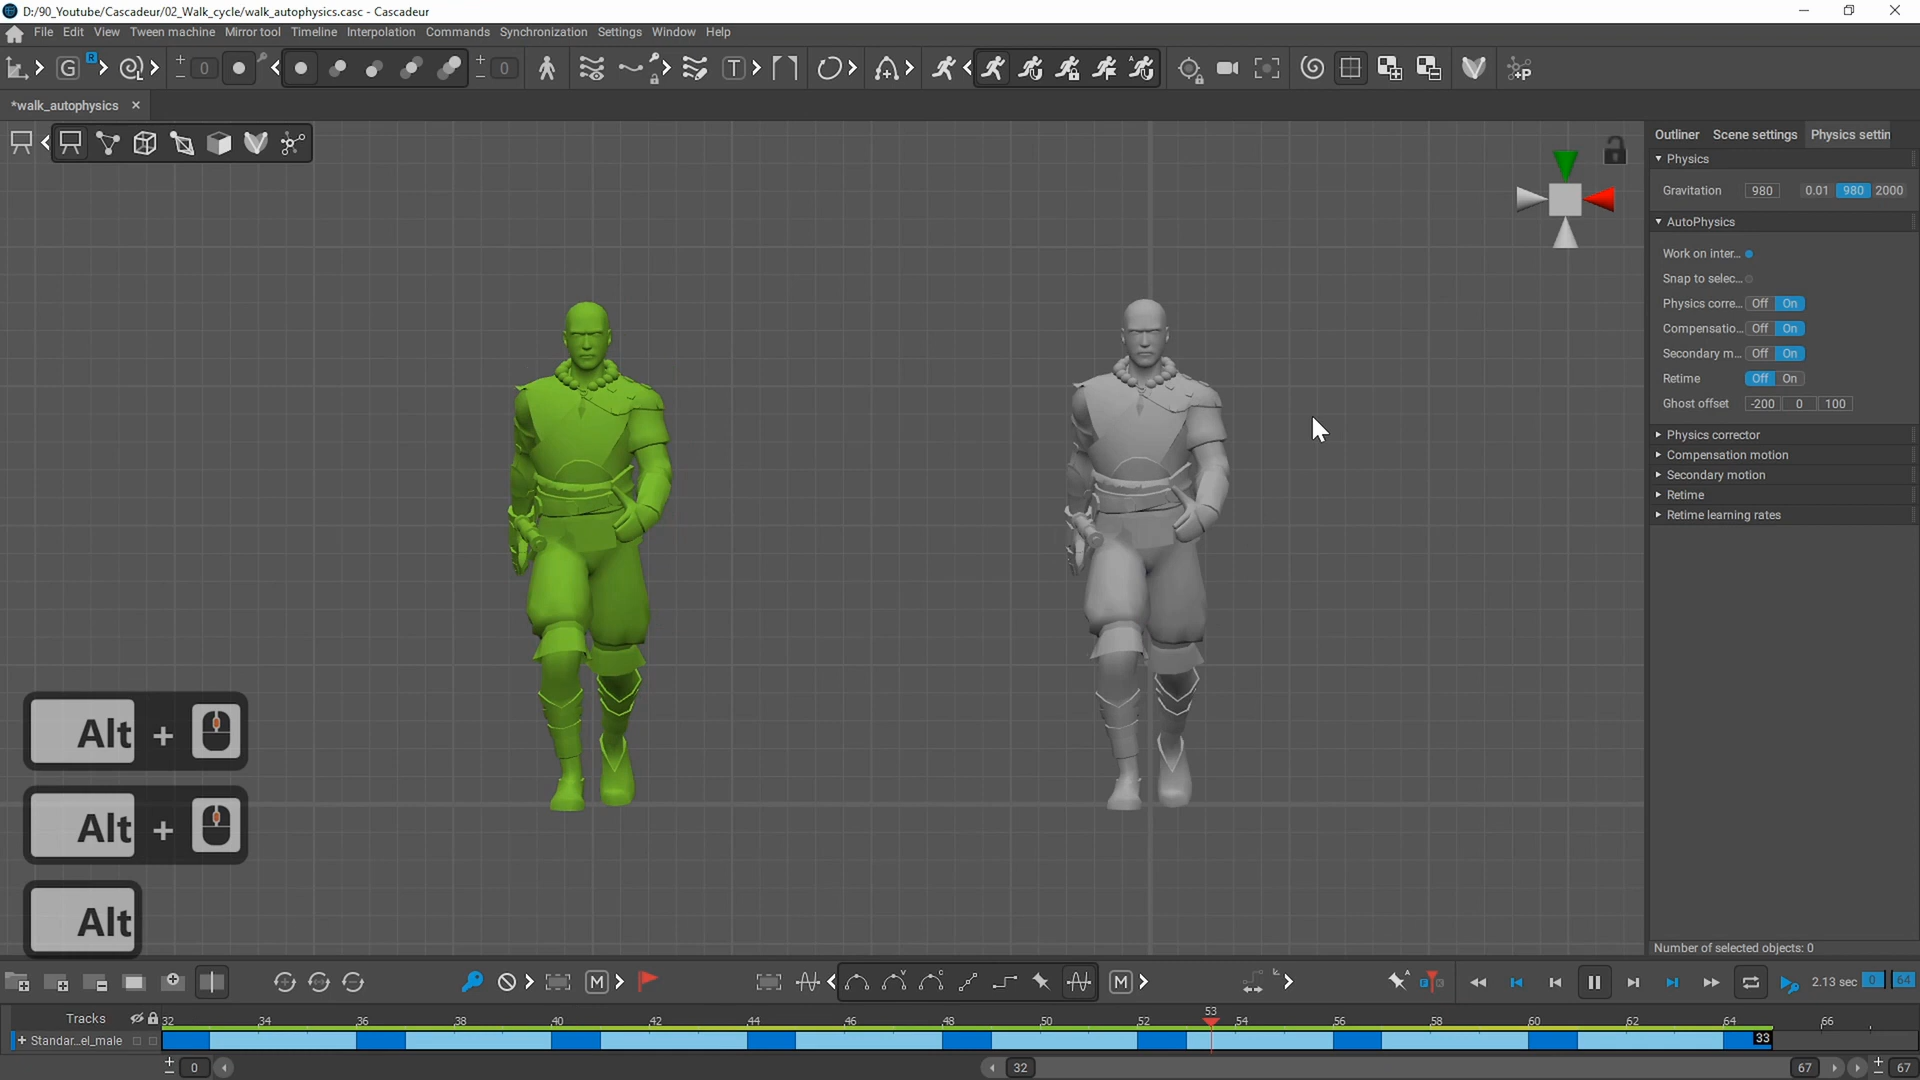 D:/90_Youtube/Cascadeur/02_Walk_cycle/walk_autophysics.casc - Cascadeur
File Edit View Tween machine Mirror tool Timeline Interpolation Commands Synchronization Settings Window Help
G R 0 0 T A +P
*walk_autophysics
Outliner Scene settings Physics settin
Physics
Gravitation 980 0.01 980 2000
AutoPhysics
Work on inter...
Snap to selec...
Physics corre... Off On
Compensatio... Off On
Secondary m... Off On
Retime Off On
Ghost offset -200 0 100
Physics corrector
Compensation motion
Secondary motion
Retime
Retime learning rates
Alt +
Alt +
Alt
Number of selected objects: 0
M M A 2.13 sec 0 64
Tracks 32 34 36 38 40 42 44 46 48 50 52 53 54 56 58 60 62 64 66
+ Standar...el_male 33
0 32 67 67